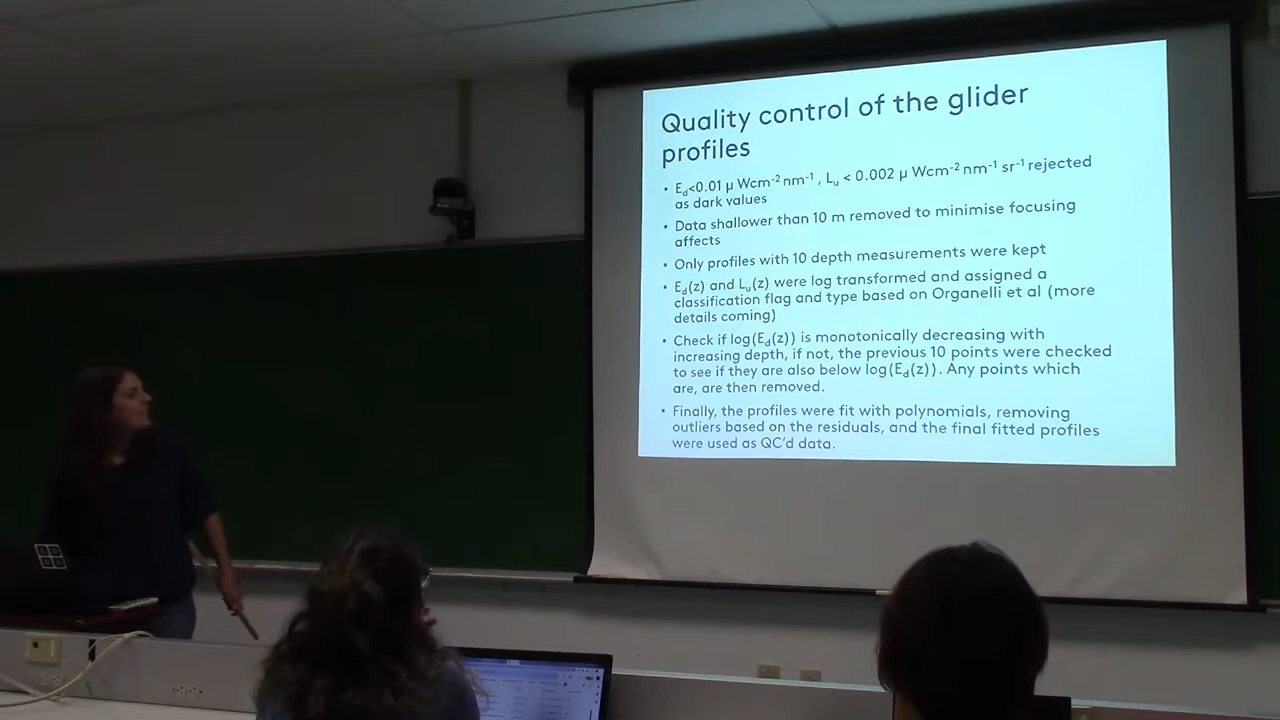 Quality control of the glider
profiles
• E_d<0.01 µ Wcm⁻² nm⁻¹ , L_u < 0.002 µ Wcm⁻² nm⁻¹ sr⁻¹ rejected
as dark values
• Data shallower than 10 m removed to minimise focusing
affects
• Only profiles with 10 depth measurements were kept
• E_d(z) and L_u(z) were log transformed and assigned a
classification flag and type based on Organelli et al (more
details coming)
• Check if log(E_d(z)) is monotonically decreasing with
increasing depth, if not, the previous 10 points were checked
to see if they are also below log(E_d(z)). Any points which
are, are then removed.
• Finally, the profiles were fit with polynomials, removing
outliers based on the residuals, and the final fitted profiles
were used as QC'd data.